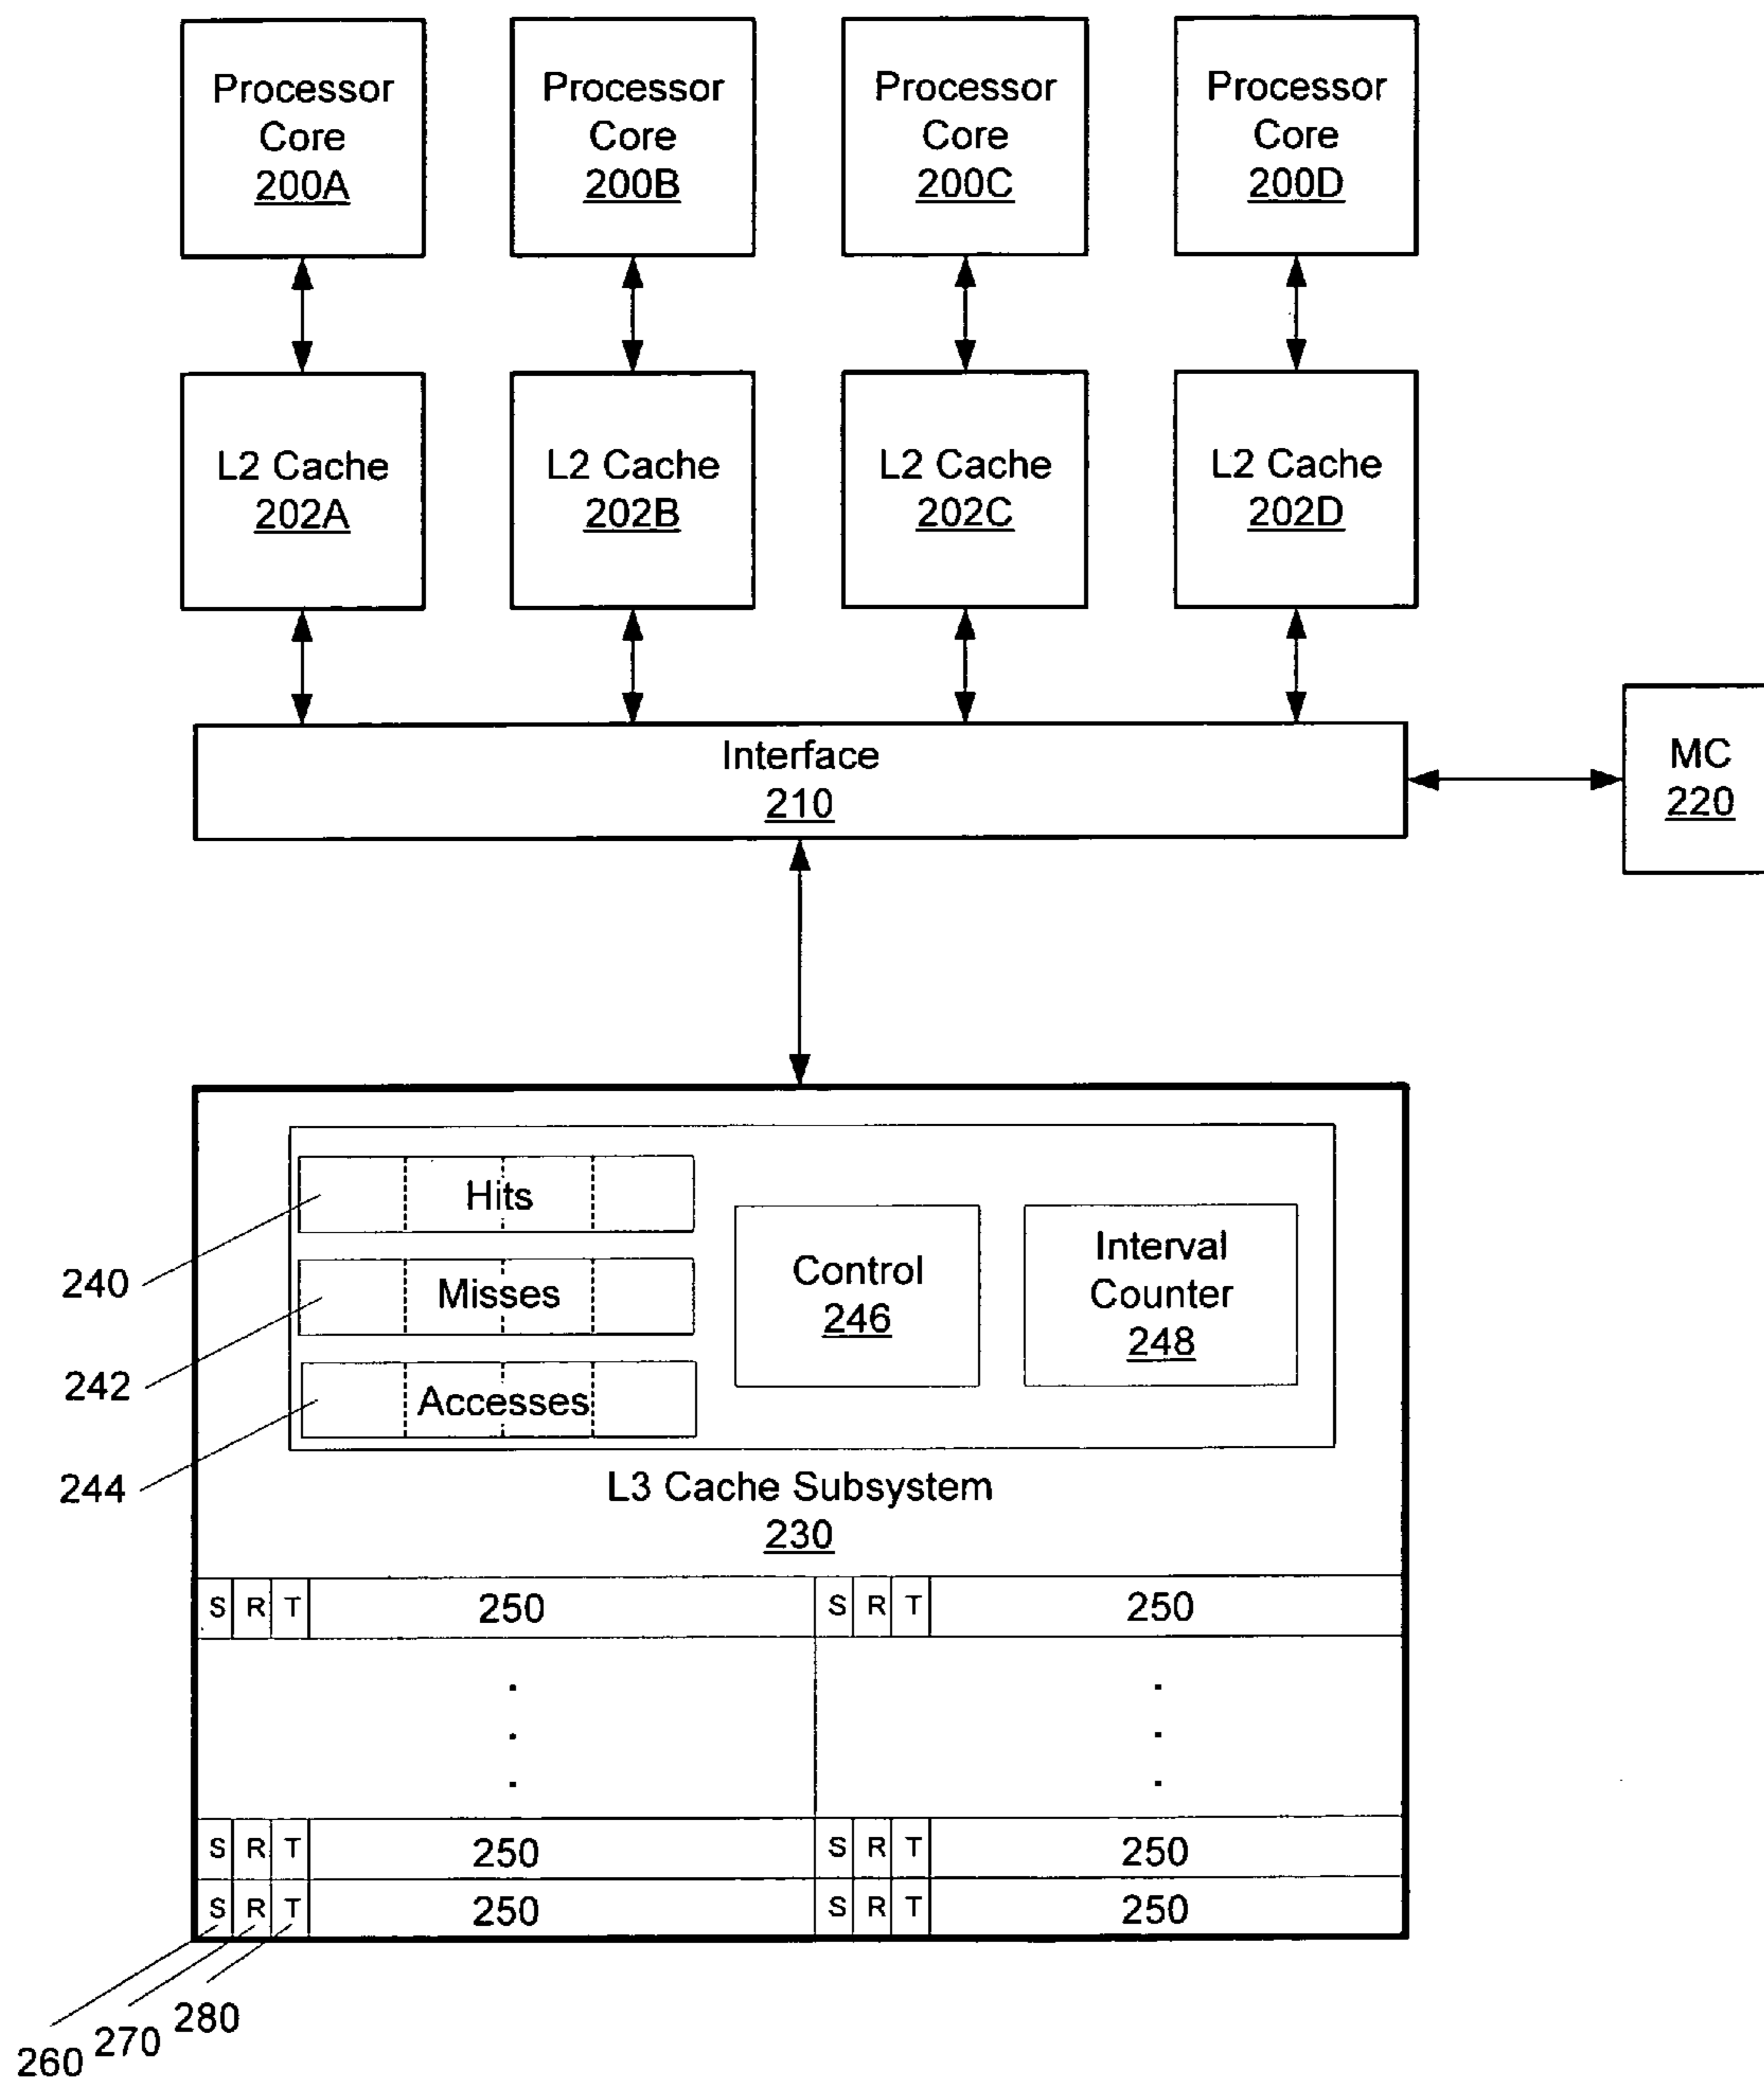 Processor
Core
200A
Processor
Core
200B
Processor
Core
200C
Processor
Core
200D
L2 Cache
202A
L2 Cache
202B
L2 Cache
202C
L2 Cache
202D
Interface
210
MC
220
Hits
Misses
Accesses
Control
246
Interval
Counter
248
240
242
244
L3 Cache Subsystem
230
S R T 250 S R T 250
S R T 250 S R T 250
S R T 250 S R T 250
260 270 280